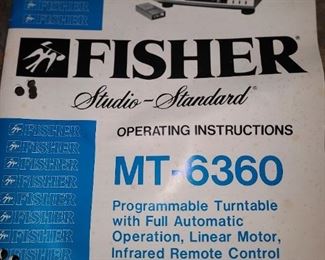 FISHER
FISHER
FISHER
Studio-Standard®
OPERATING INSTRUCTIONS
MT-6360
Programmable Turntable
with Full Automatic
Operation, Linear Motor,
Infrared Remote Control
FISHER
FISHER
FISHER
FISHER
FISHER
FISHER
FISHER
FISHER